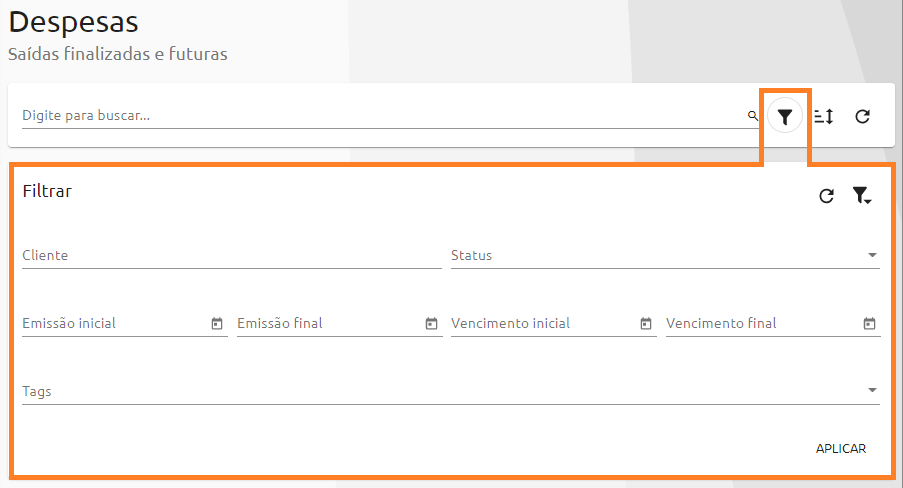 Despesas
Saídas finalizadas e futuras
Digite para buscar...
Filtrar
Cliente
Status
Emissão inicial
Emissão final
Vencimento inicial
Vencimento final
Tags
APLICAR